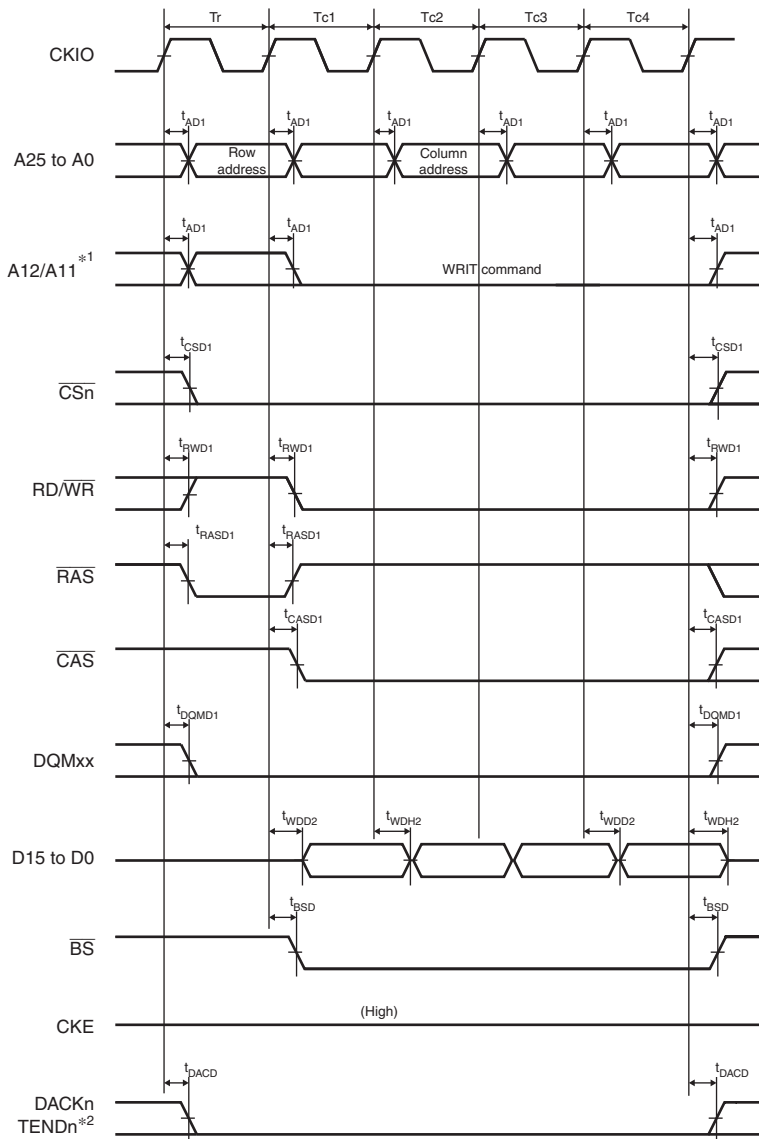 Tr Tc1 Tc2 Tc3 Tc4
CKIO
tAD1 tAD1 tAD1 tAD1 tAD1 tAD1
A25 to A0
Row address
Column address
tAD1 tAD1 tAD1
A12/A11*1
WRIT command
tCSD1 tCSD1
CSn
tRWD1 tRWD1 tRWD1
RD/WR
tRASD1 tRASD1
RAS
tCASD1 tCASD1
CAS
tDQMD1 tDQMD1
DQMxx
tWDD2 tWDH2 tWDD2 tWDH2
D15 to D0
tBSD tBSD
BS
(High)
CKE
tDACD tDACD
DACKn
TENDn*2